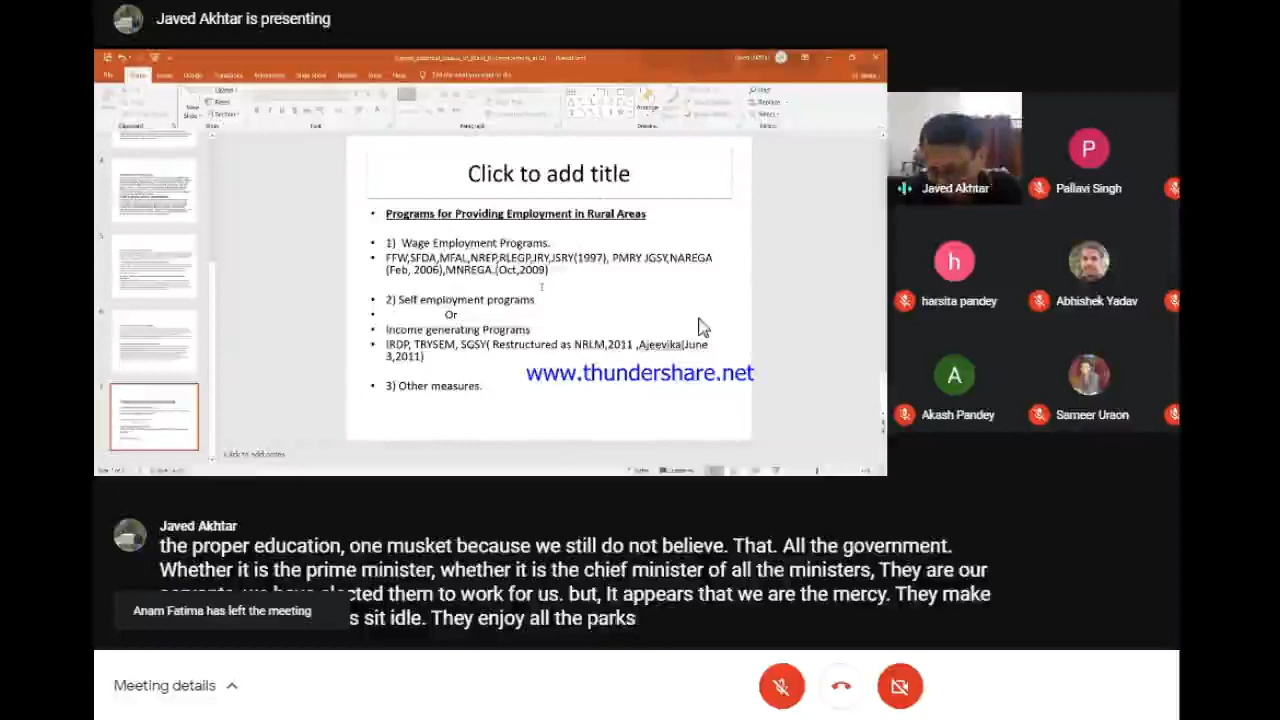 Javed Akhtar is presenting
Click to add title
• Programs for Providing Employment in Rural Areas
• 1) Wage Employment Programs.
• FFW,SFDA,MFAL,NREP,RLEGP,JRY,JSRY(1997), PMRY JGSY,NAREGA
(Feb, 2006),MNREGA.(Oct,2009)
• 2) Self employment programs
• Or
• Income generating Programs
• IRDP, TRYSEM, SGSY( Restructured as NRLM,2011 ,Ajeevika(June
3,2011)
www.thundershare.net
• 3) Other measures.
Click to add notes
Javed Akhtar
Pallavi Singh
harsita pandey
Abhishek Yadav
Akash Pandey
Sameer Uraon
P
h
A
Javed Akhtar
the proper education, one musket because we still do not believe. That. All the government.
Whether it is the prime minister, whether it is the chief minister of all the ministers, They are our
them to work for us. but, It appears that we are the mercy. They make
Anam Fatima has left the meeting
s sit idle. They enjoy all the parks
Meeting details